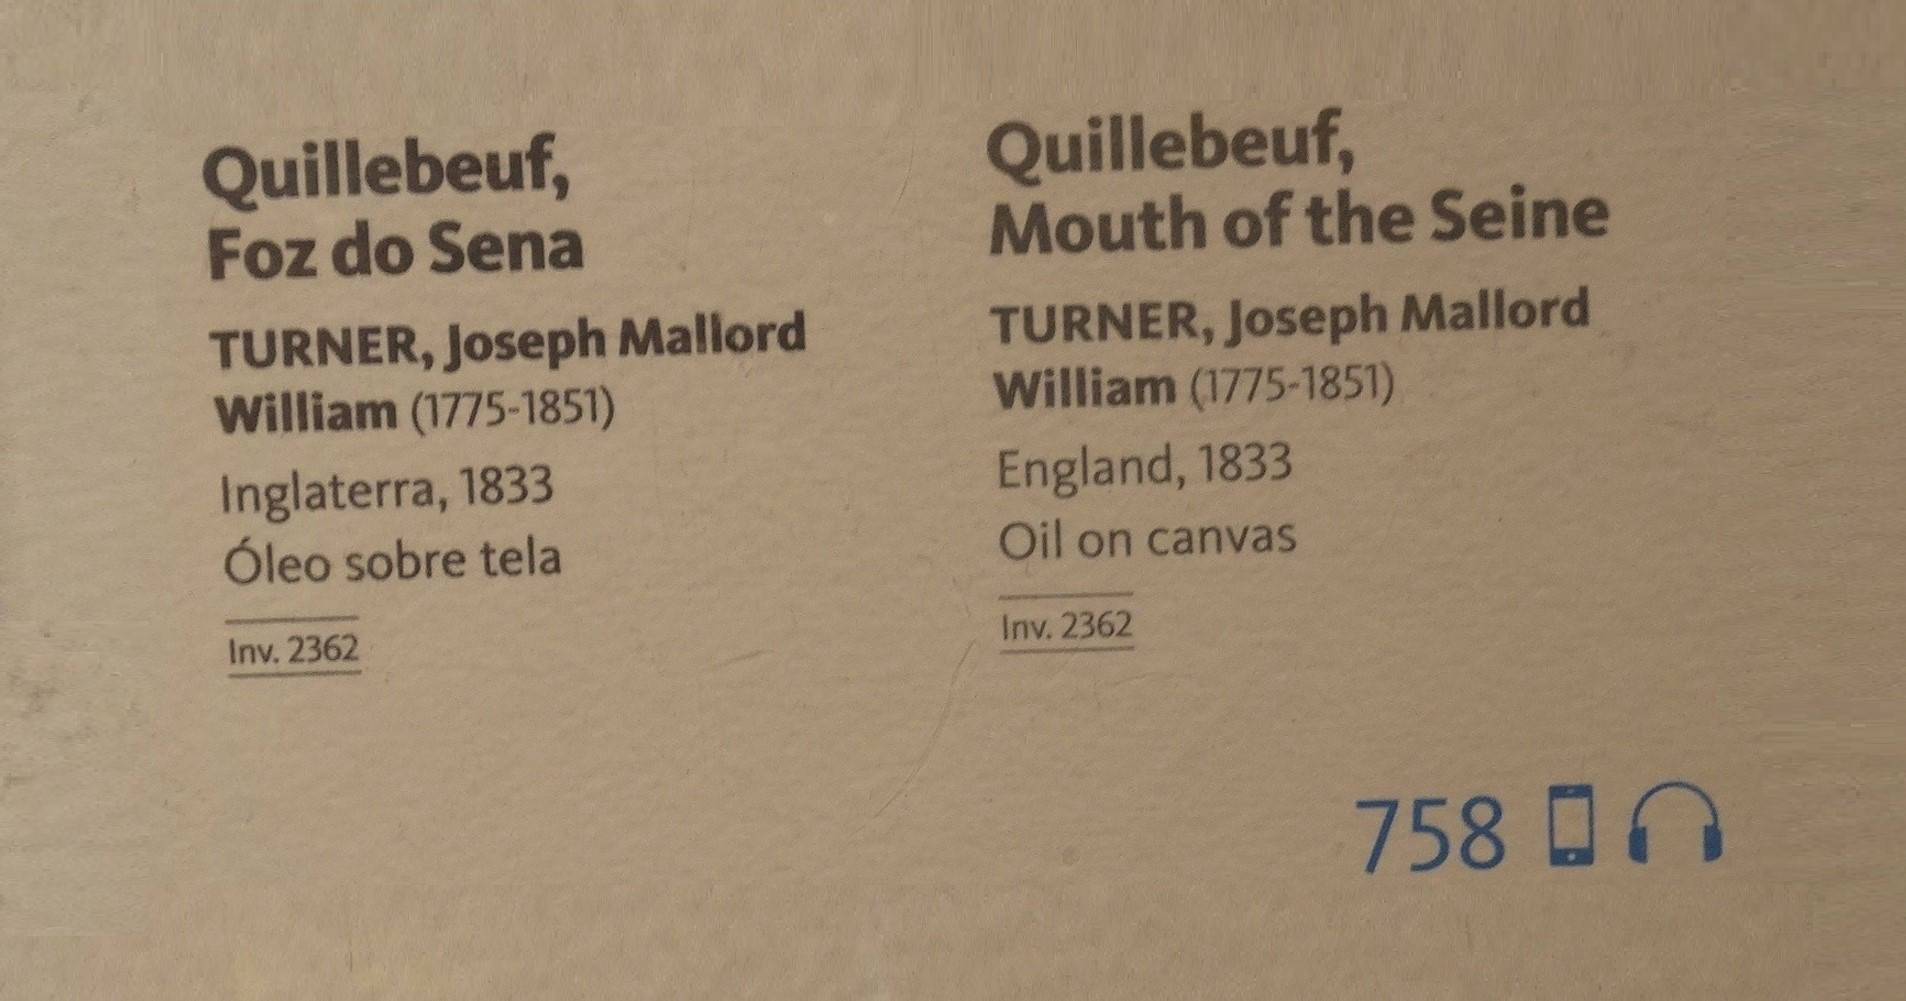 Quillebeuf,
Foz do Sena
TURNER, Joseph Mallord
William (1775-1851)
Inglaterra, 1833
Óleo sobre tela
Inv. 2362
Quillebeuf,
Mouth of the Seine
TURNER, Joseph Mallord
William (1775-1851)
England, 1833
Oil on canvas
Inv. 2362
758